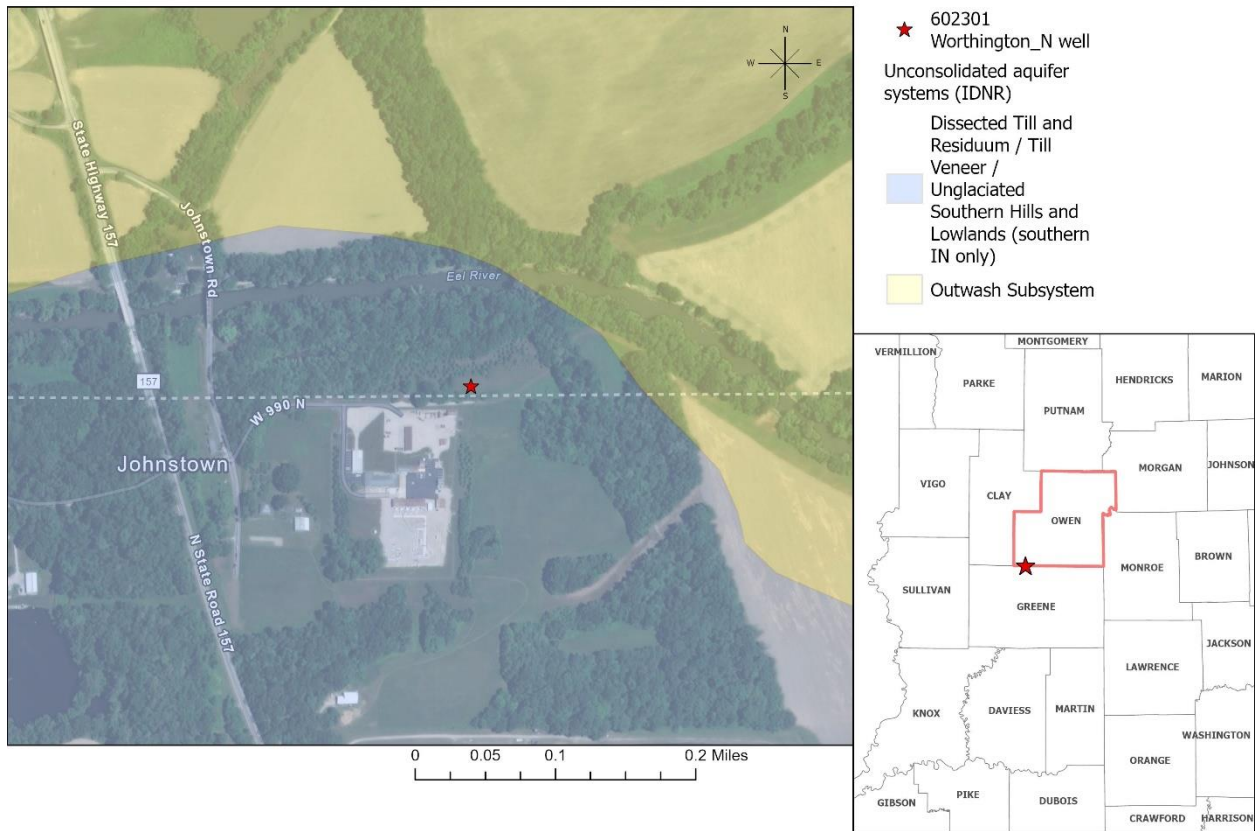 N
W
E
S
State Highway 157
Johnstown Rd
Eel River
157
W 990 N
Johnstown
N State Road 157
0
0.05
0.1
0.2 Miles
602301
Worthington_N well
Unconsolidated aquifer
systems (IDNR)
Dissected Till and
Residuum / Till
Veneer /
Unglaciated
Southern Hills and
Lowlands (southern
IN only)
Outwash Subsystem
MONTGOMERY
VERMILLION
PARKE
HENDRICKS
MARION
PUTNAM
MORGAN
JOHNSON
VIGO
CLAY
OWEN
BROWN
MONROE
SULLIVAN
GREENE
JACKSON
LAWRENCE
KNOX
DAVIESS
MARTIN
WASHINGTON
ORANGE
PIKE
DUBOIS
GIBSON
CRAWFORD
HARRISON